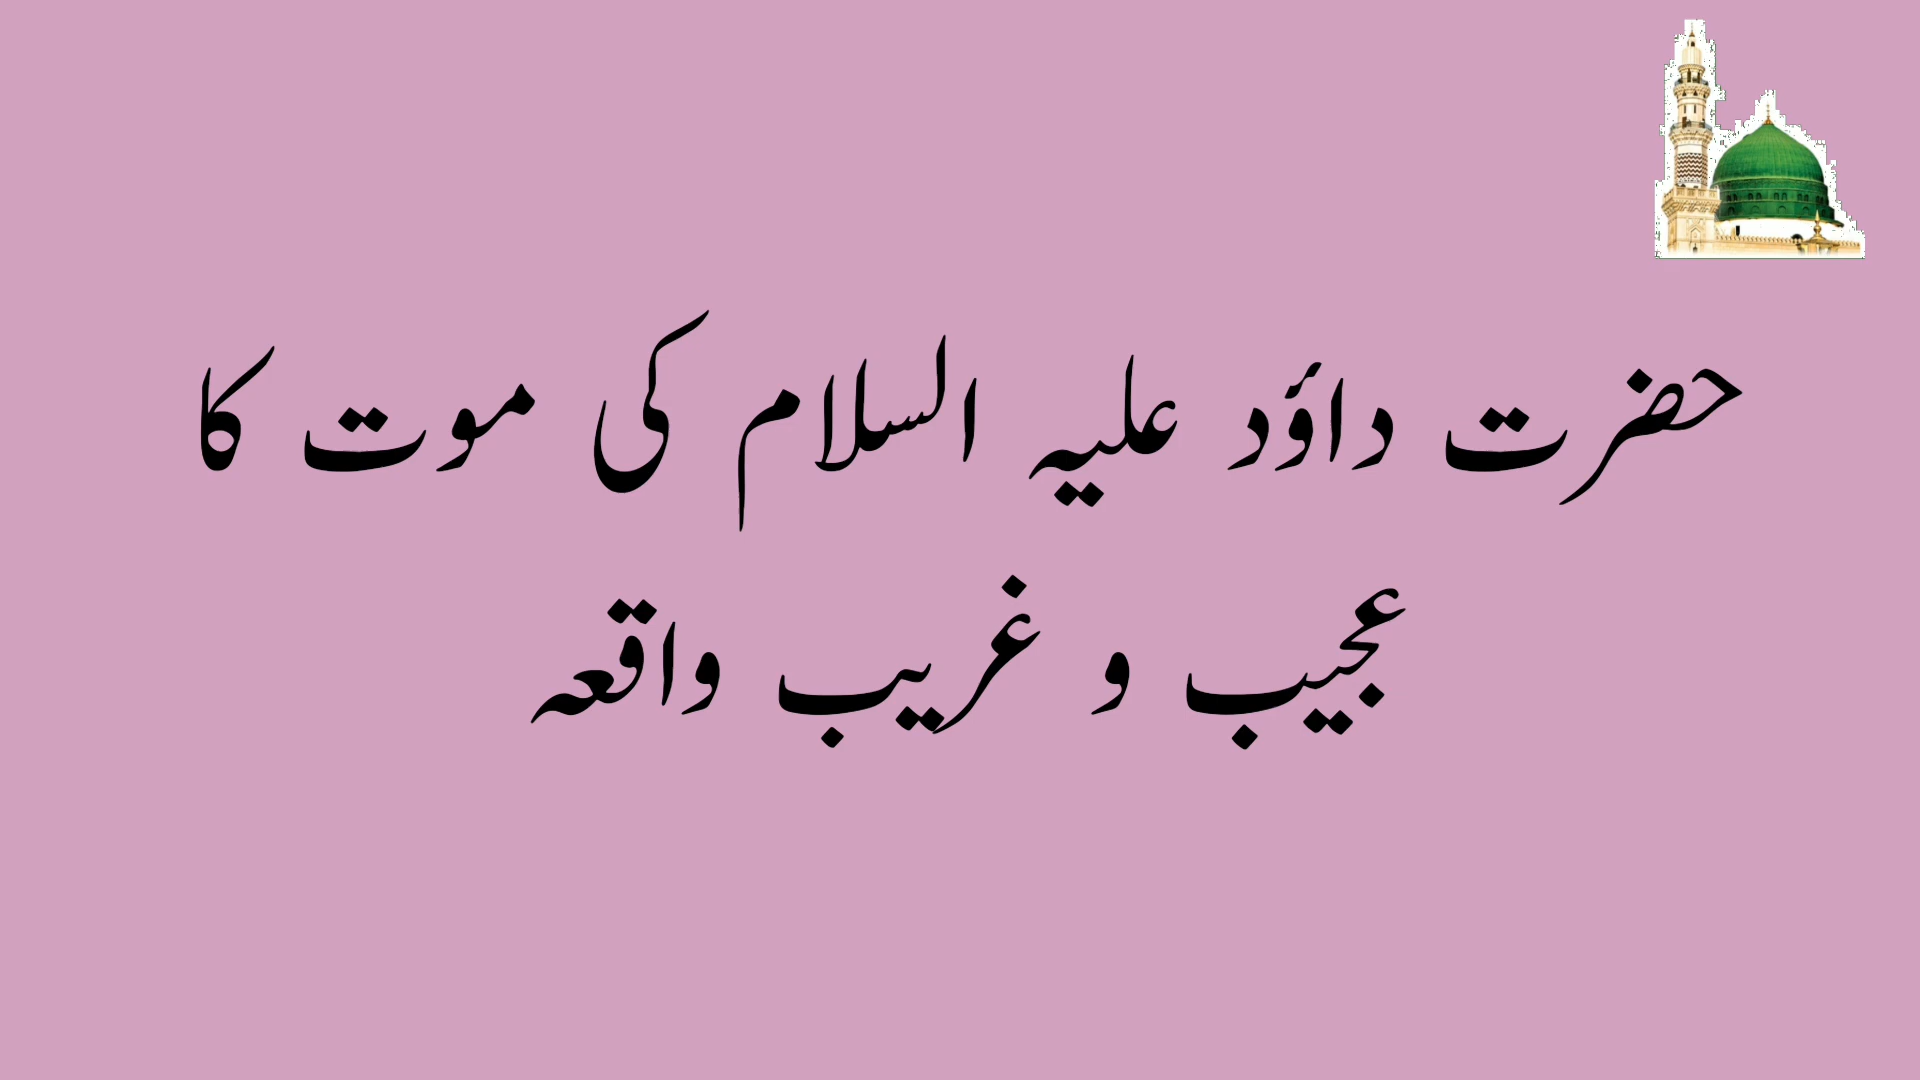 حضرت داؤد علیہ السلام کی موت کا
عجیب و غریب واقعہ